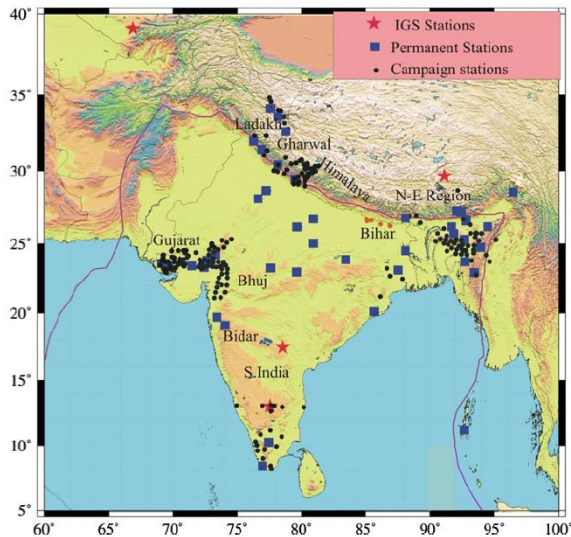 IGS Stations
Permanent Stations
Campaign stations
40
35
30
25
20
15
10
5
Ladakh
Gharwal
Himalaya
N-E Region
Bihar
Gujarat
Bhuj
Bidar
S.India
60 65 70 75 80 85 90 95 100